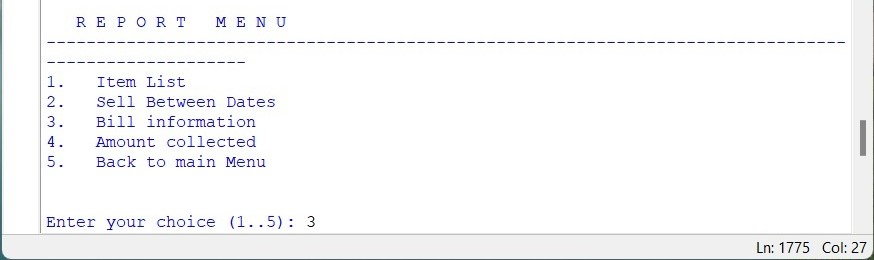 R E P O R T   M E N U
--------------------------------------------------------------------------------
--------------------
1.   Item List
2.   Sell Between Dates
3.   Bill information
4.   Amount collected
5.   Back to main Menu
Enter your choice (1..5): 3
Ln: 1775   Col: 27